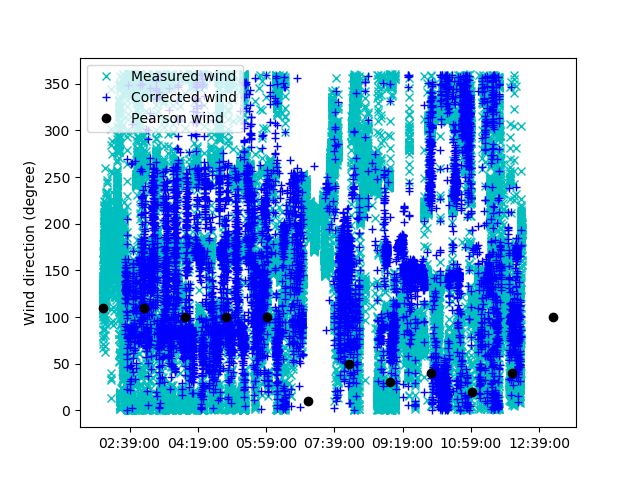 Measured wind
Corrected wind
Pearson wind
Wind direction (degree)
350
300
250
200
150
100
50
0
02:39:00 04:19:00 05:59:00 07:39:00 09:19:00 10:59:00 12:39:00